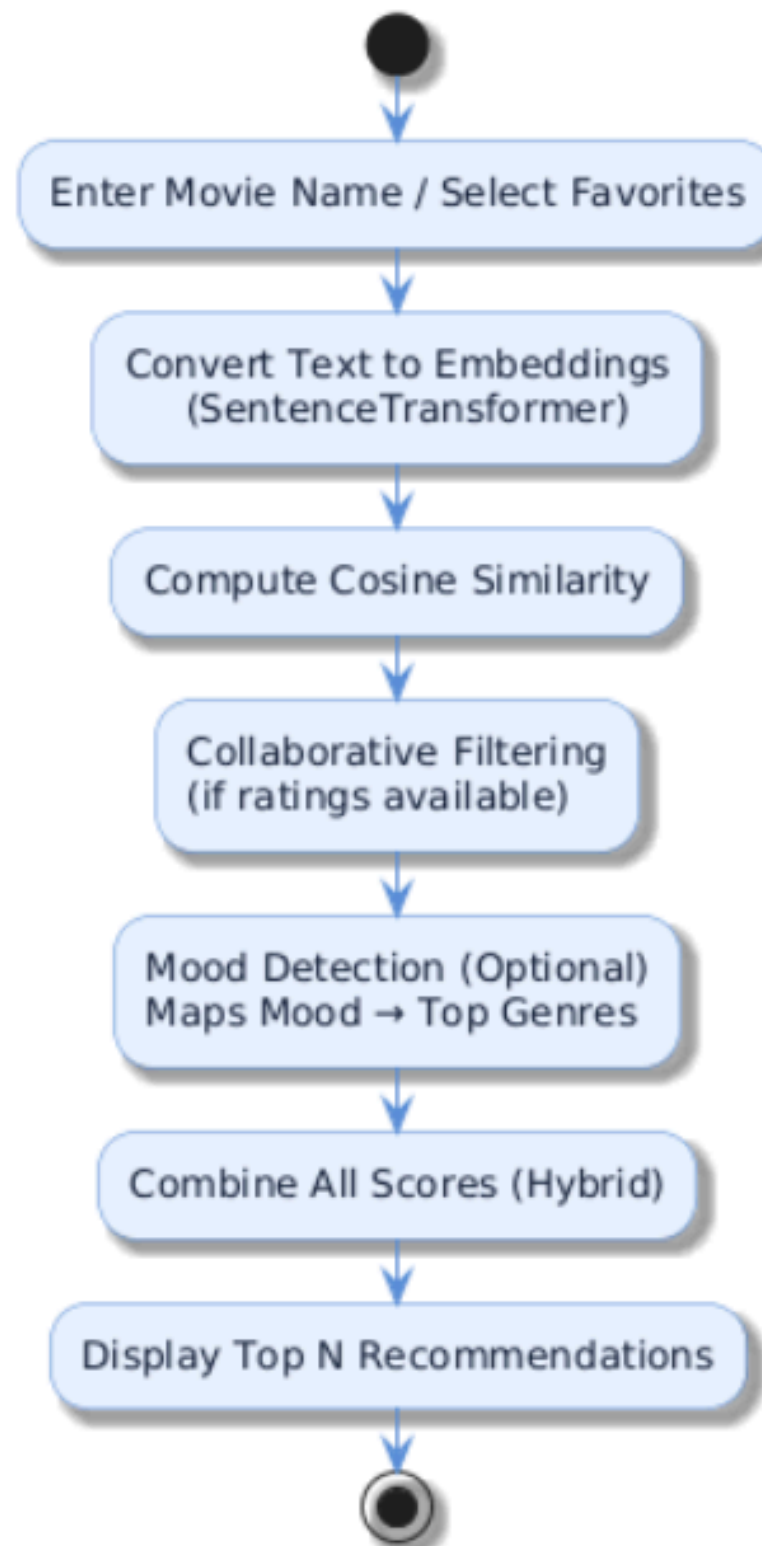 Enter Movie Name / Select Favorites
Convert Text to Embeddings
(SentenceTransformer)
Compute Cosine Similarity
Collaborative Filtering
(if ratings available)
Mood Detection (Optional)
Maps Mood → Top Genres
Combine All Scores (Hybrid)
Display Top N Recommendations